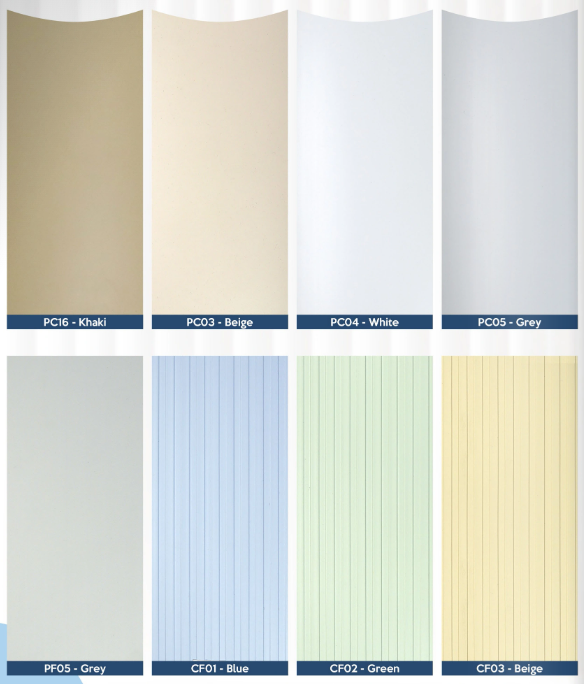 PC16 - Khaki
PC03 - Beige
PC04 - White
PC05 - Grey
PF05 - Grey
CF01 - Blue
CF02 - Green
CF03 - Beige